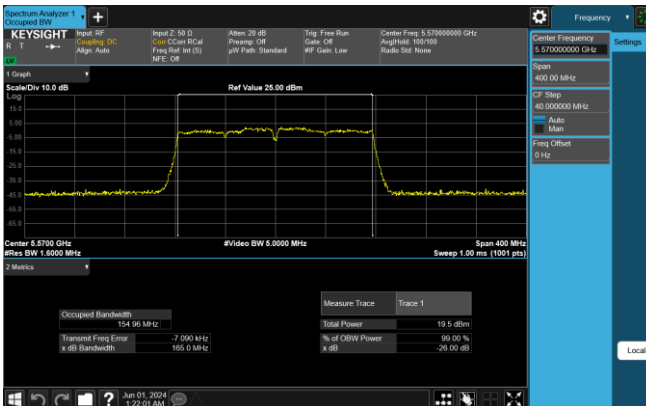 Spectrum Analyzer 1
Occupied BW
+
Frequency
KEYSIGHT
R T
Input: RF
Coupling: DC
Align: Auto
Input Z: 50 Ω
Corr CCorr RCal
Freq Ref: Int (S)
NFE: Off
Atten: 20 dB
Preamp: Off
µW Path: Standard
Trig: Free Run
Gate: Off
#IF Gain: Low
Center Freq: 5.570000000 GHz
Avg|Hold: 100/100
Radio Std: None
Center Frequency
5.570000000 GHz
Settings
Span
400.00 MHz
CF Step
40.000000 MHz
Auto
Man
Freq Offset
0 Hz
1 Graph
Scale/Div 10.0 dB
Ref Value 25.00 dBm
Log
15.0
5.00
-5.00
-15.0
-25.0
-35.0
-45.0
-55.0
-65.0
Center 5.5700 GHz
#Video BW 5.0000 MHz
Span 400 MHz
#Res BW 1.6000 MHz
Sweep 1.00 ms (1001 pts)
2 Metrics
Measure Trace
Trace 1
Occupied Bandwidth
154.96 MHz
Total Power
19.5 dBm
Transmit Freq Error
-7.090 kHz
% of OBW Power
99.00 %
x dB Bandwidth
165.0 MHz
x dB
-26.00 dB
Local
?
Jun 01, 2024
1:22:01 AM